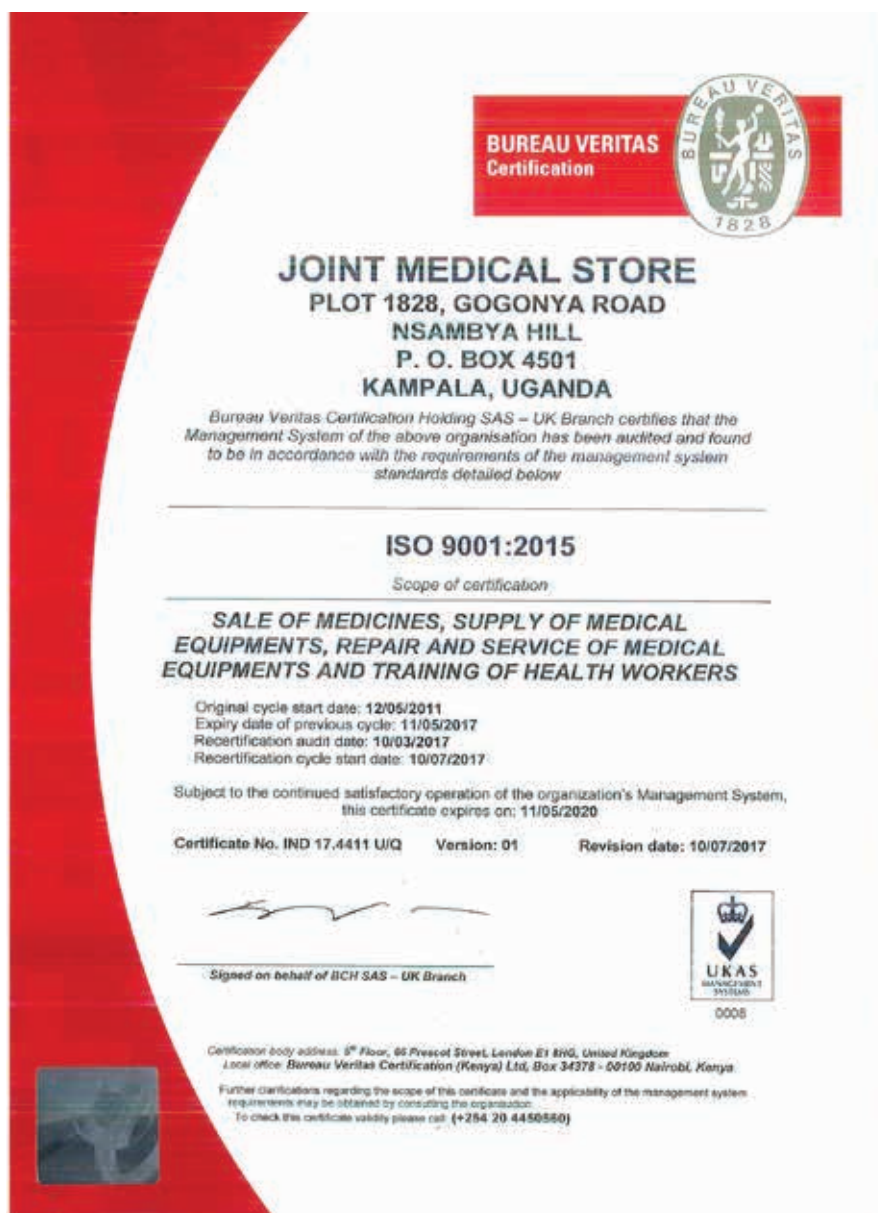 BUREAU VERITAS
Certification
BUREAU VERITAS
1828
JOINT MEDICAL STORE
PLOT 1828, GOGONYA ROAD
NSAMBYA HILL
P. O. BOX 4501
KAMPALA, UGANDA
Bureau Veritas Certification Holding SAS – UK Branch certifies that the
Management System of the above organisation has been audited and found
to be in accordance with the requirements of the management system
standards detailed below
ISO 9001:2015
Scope of certification
SALE OF MEDICINES, SUPPLY OF MEDICAL
EQUIPMENTS, REPAIR AND SERVICE OF MEDICAL
EQUIPMENTS AND TRAINING OF HEALTH WORKERS
Original cycle start date: 12/05/2011
Expiry date of previous cycle: 11/05/2017
Recertification audit date: 10/03/2017
Recertification cycle start date: 10/07/2017
Subject to the continued satisfactory operation of the organization's Management System,
this certificate expires on: 11/05/2020
Certificate No. IND 17.4411 U/Q Version: 01 Revision date: 10/07/2017
Signed on behalf of BCH SAS – UK Branch
UKAS
MANAGEMENT
SYSTEMS
0008
Certification body address: 5th Floor, 66 Prescot Street, London E1 8HG, United Kingdom
Local office: Bureau Veritas Certification (Kenya) Ltd, Box 34378 - 00100 Nairobi, Kenya
Further clarifications regarding the scope of this certificate and the applicability of the management system
requirements may be obtained by consulting the organisation
To check this certificate validity please call: (+254 20 4450560)